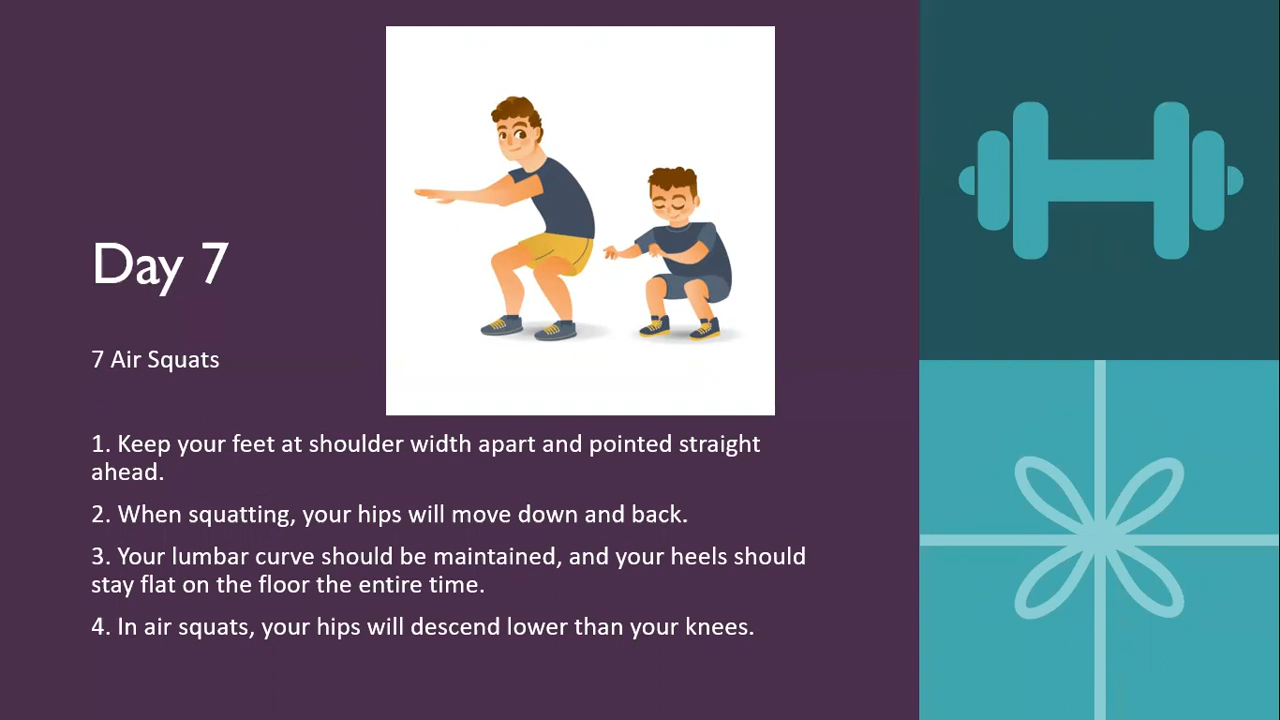 Day 7
7 Air Squats
1. Keep your feet at shoulder width apart and pointed straight
ahead.
2. When squatting, your hips will move down and back.
3. Your lumbar curve should be maintained, and your heels should
stay flat on the floor the entire time.
4. In air squats, your hips will descend lower than your knees.